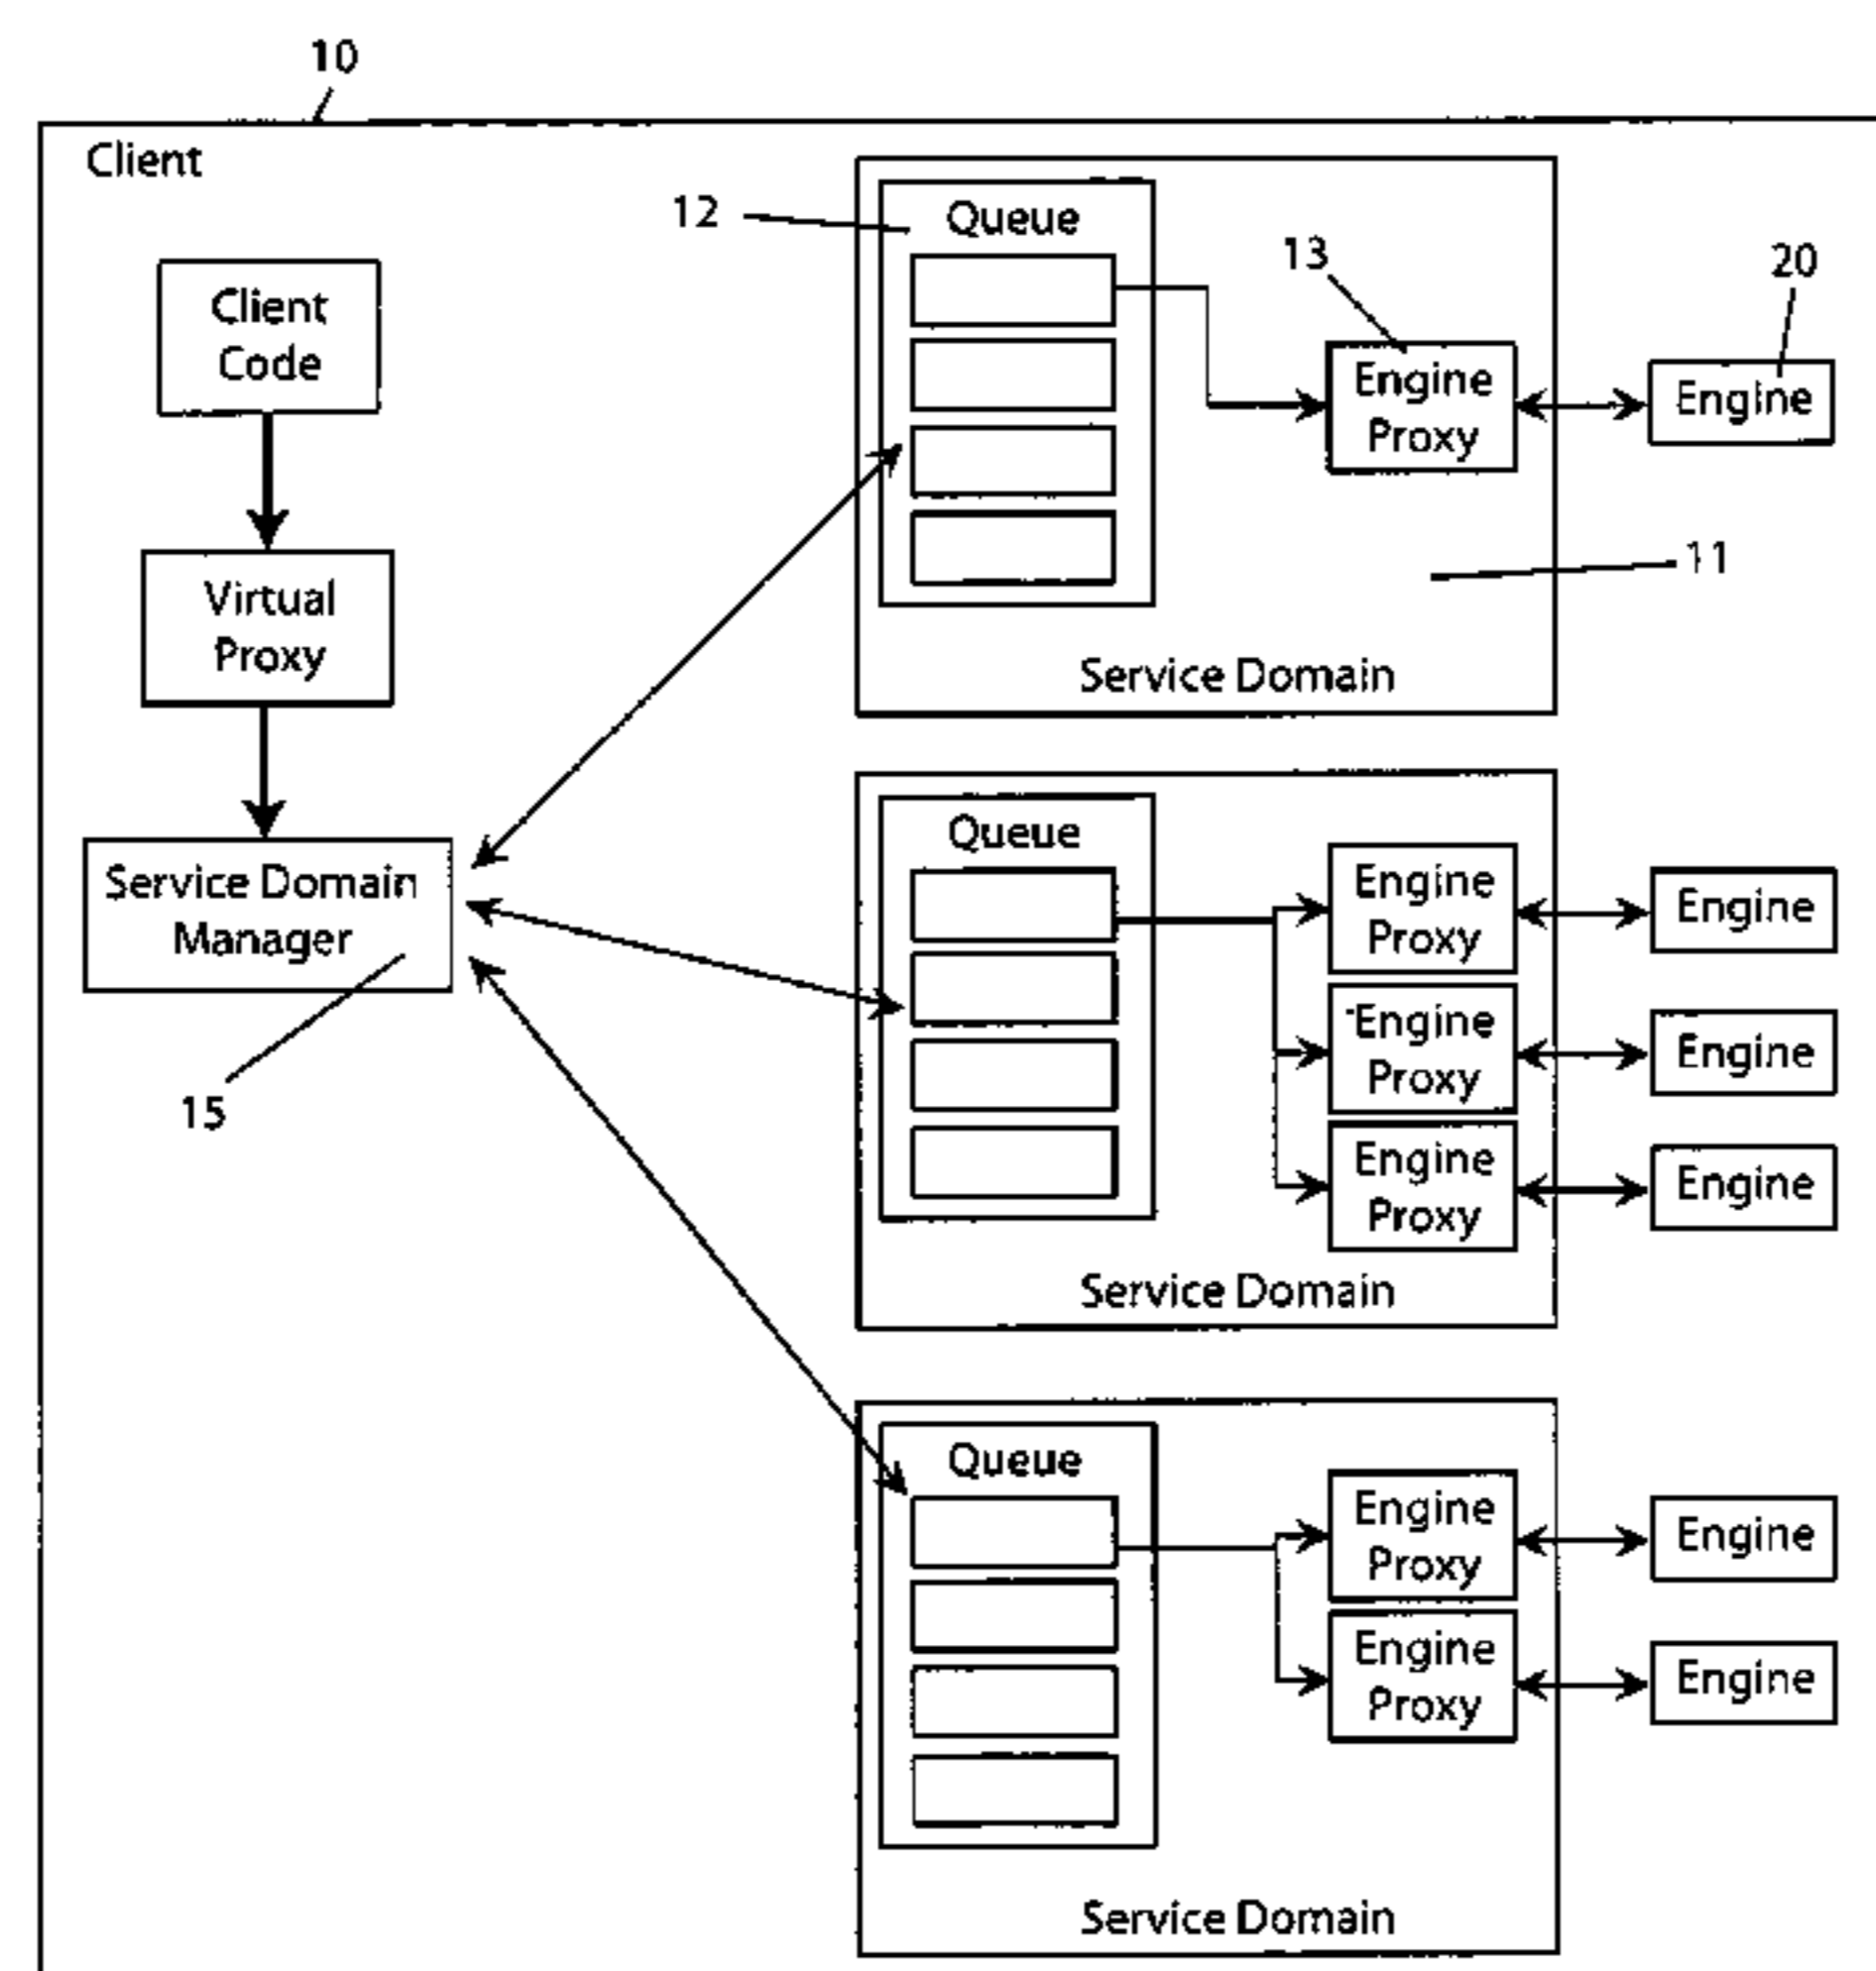 10
Client
12
Queue
13
20
Client
Code
Engine
Proxy
Engine
11
Virtual
Proxy
Service Domain
Queue
Service Domain
Manager
15
Engine
Proxy
Engine
Engine
Proxy
Engine
Engine
Proxy
Engine
Service Domain
Queue
Engine
Proxy
Engine
Engine
Proxy
Engine
Service Domain